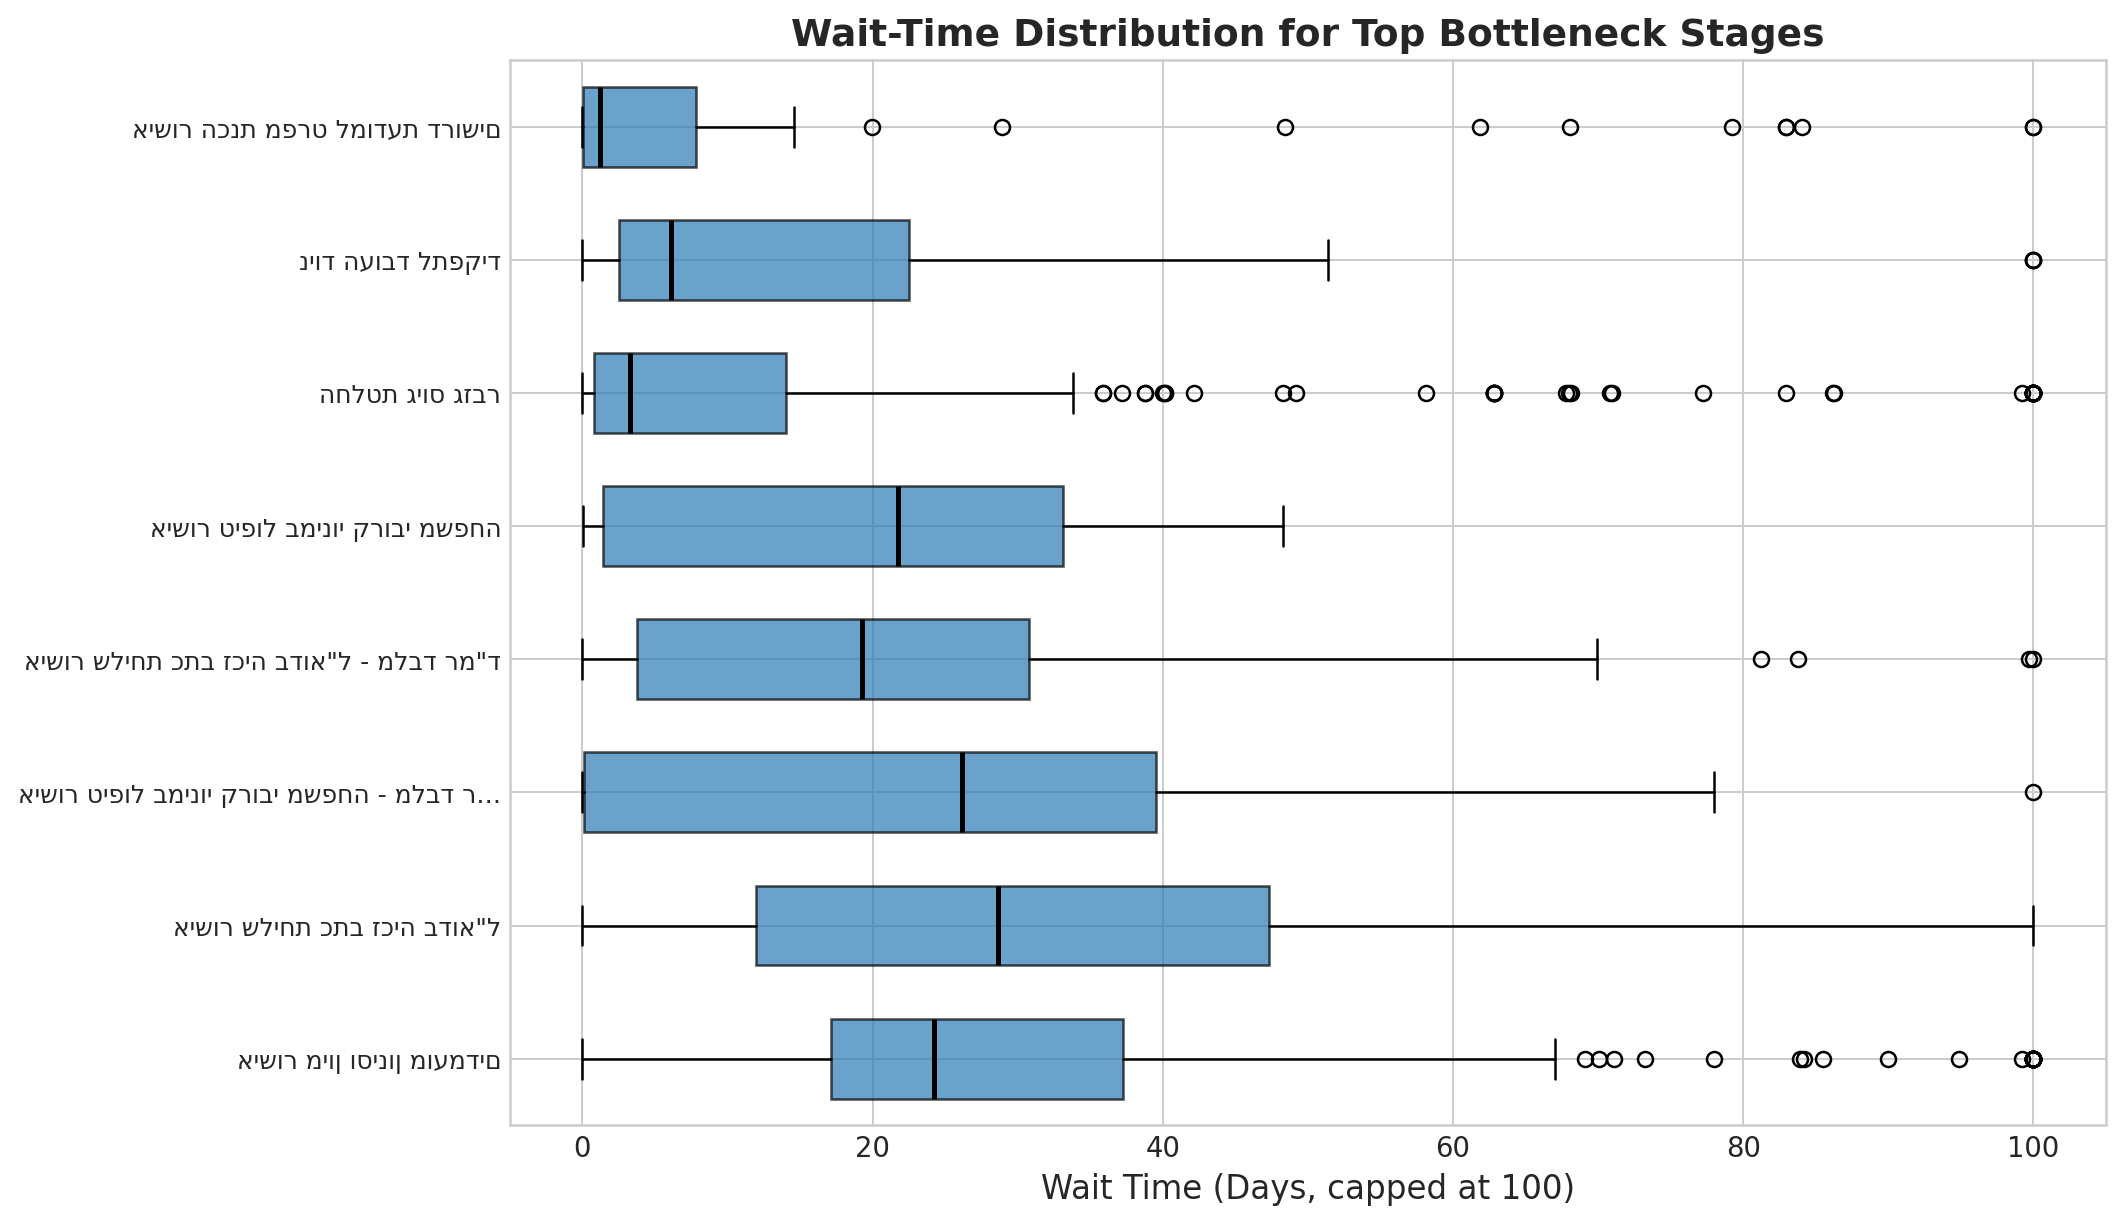 Wait-Time Distribution for Top Bottleneck Stages
אישור הכנת מפרט למודעת דרושים
ניוד העובד לתפקיד
החלטת גיוס גזבר
אישור טיפול במינוי קרובי משפחה
אישור שליחת כתב זכיה בדוא"ל - מלבד רמ"ד
אישור טיפול במינוי קרובי משפחה - מלבד ר...
אישור שליחת כתב זכיה בדוא"ל
אישור מיון וסינון מועמדים
0 20 40 60 80 100
Wait Time (Days, capped at 100)